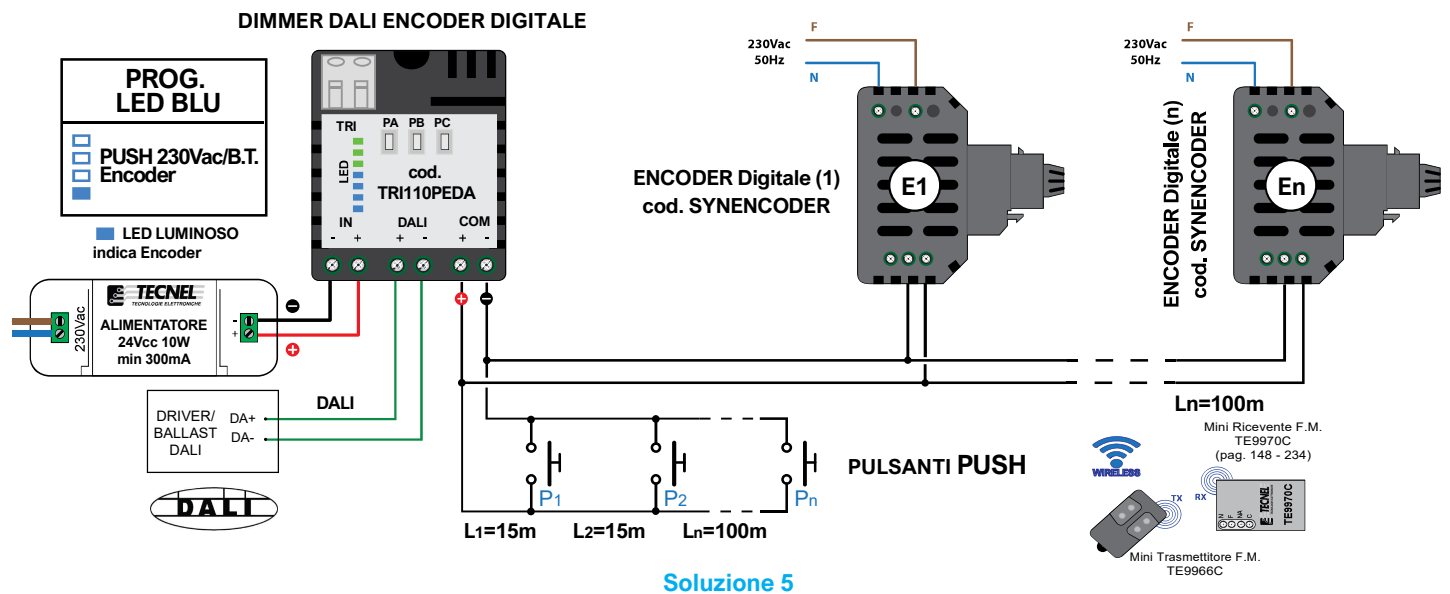 DIMMER DALI ENCODER DIGITALE
PROG.
LED BLU
PUSH 230Vac/B.T.
Encoder
LED LUMINOSO
indica Encoder
TRI
PA PB PC
LED
cod.
TRI110PEDA
IN DALI COM
- + + - + -
TECNEL
TECNOLOGIE ELETTRONICHE
230Vac
ALIMENTATORE
24Vcc 10W
min 300mA
-
+
DRIVER/
BALLAST
DALI
DA+
DA-
DALI
DALI
F
230Vac
50Hz
N
ENCODER Digitale (1)
cod. SYNENCODER
E1
F
230Vac
50Hz
N
ENCODER Digitale (n)
cod. SYNENCODER
En
Ln=100m
P1 P2 Pn
PULSANTI PUSH
L1=15m L2=15m Ln=100m
Mini Ricevente F.M.
TE9970C
(pag. 148 - 234)
WIRELESS
TX RX
N F NA C
TECNEL
TE9970C
Mini Trasmettitore F.M.
TE9966C
Soluzione 5